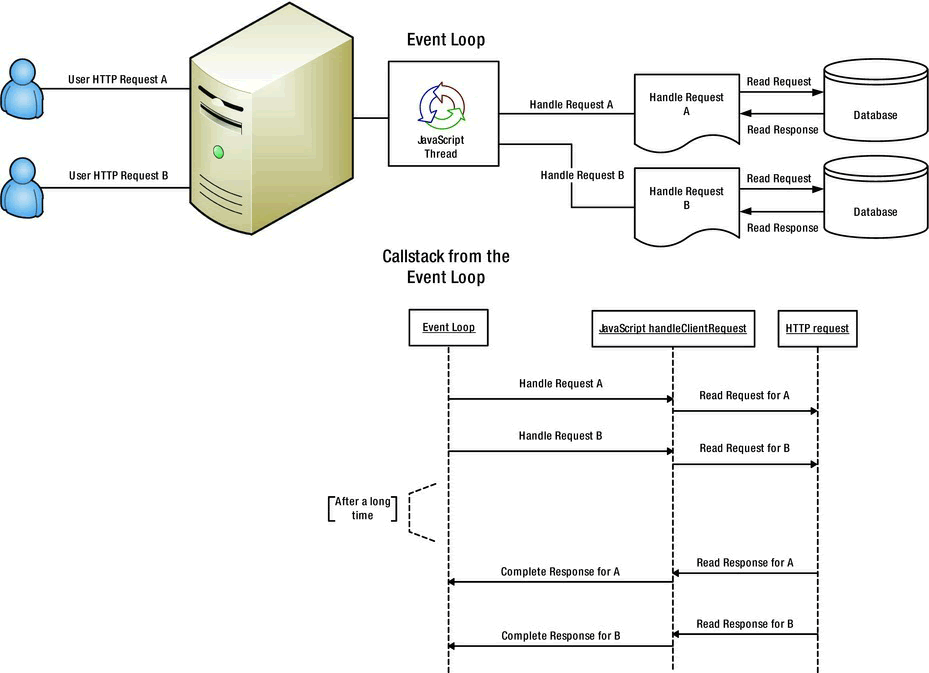 Event Loop
User HTTP Request A
User HTTP Request B
JavaScript
Thread
Handle Request A
Handle Request B
Handle Request
A
Read Request
Read Response
Database
Handle Request
B
Read Request
Read Response
Database
Callstack from the
Event Loop
Event Loop
JavaScript handleClientRequest
HTTP request
Handle Request A
Read Request for A
Handle Request B
Read Request for B
After a long
time
Read Response for A
Complete Response for A
Read Response for B
Complete Response for B